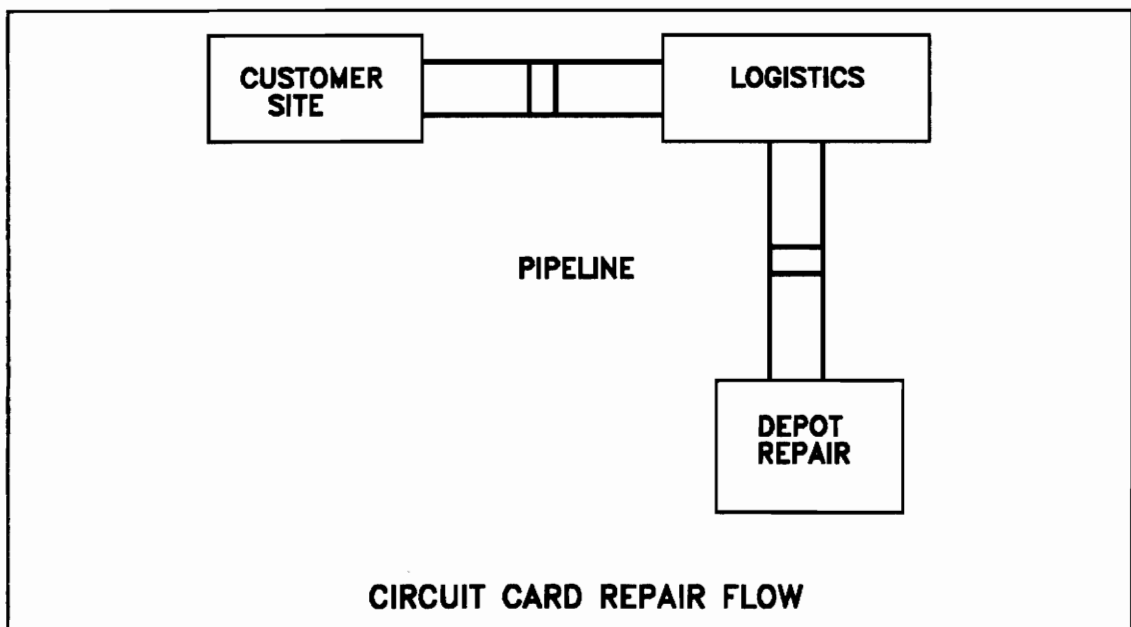 CUSTOMER
SITE
LOGISTICS
PIPELINE
DEPOT
REPAIR
CIRCUIT CARD REPAIR FLOW